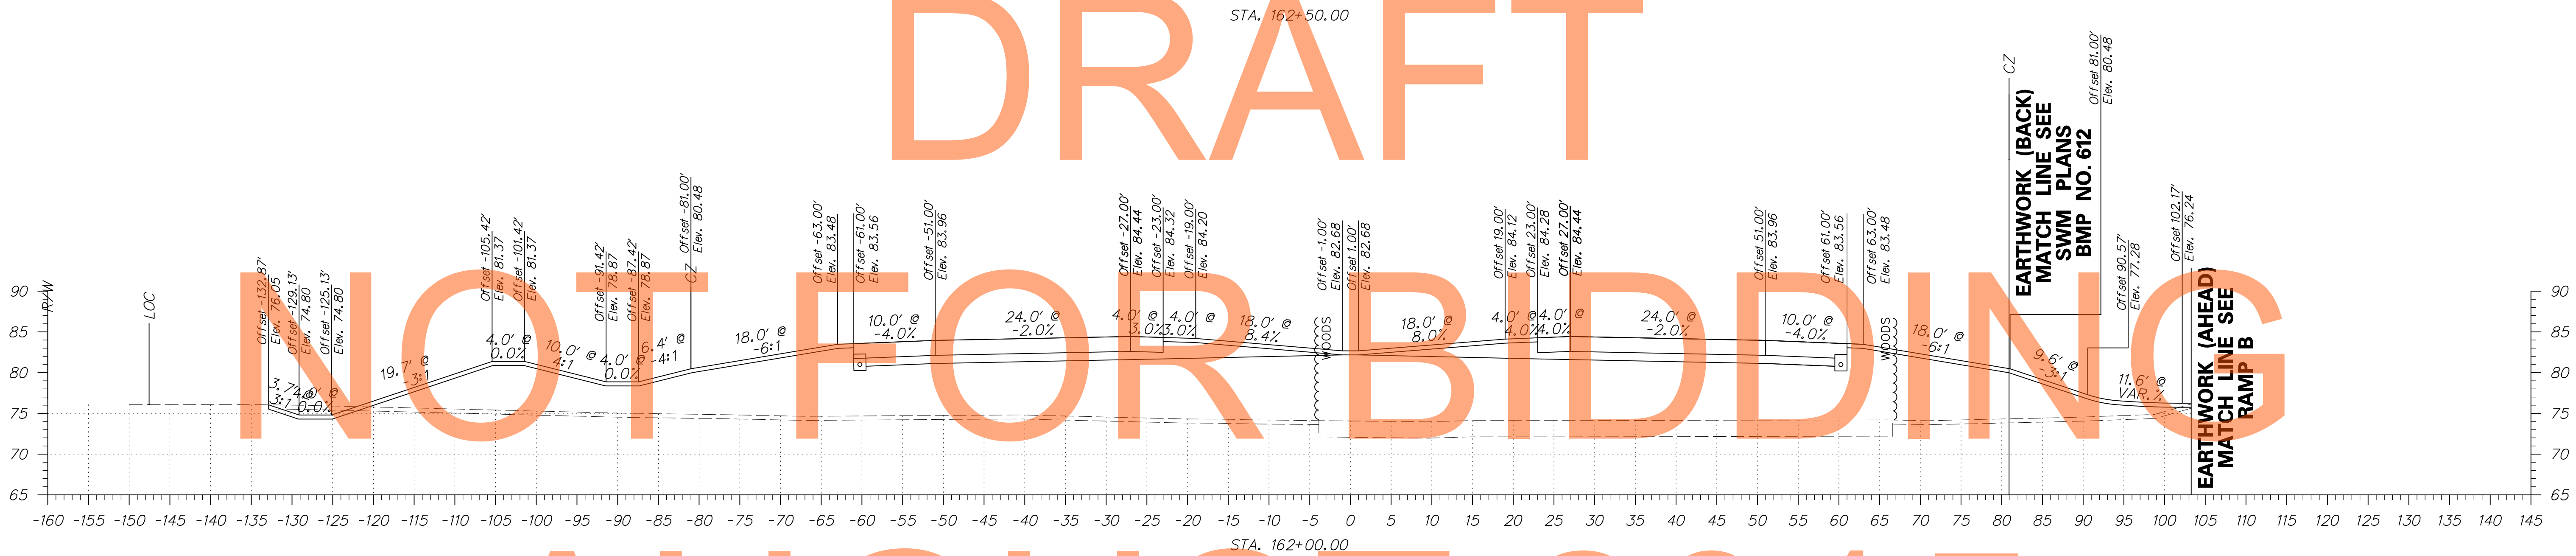 STA. 162+50.00
DRAFT
NOT FOR BIDDING
R/W
LOC
Offset -132.87'
Elev. 76.05
Offset -129.13'
Elev. 74.80
Offset -125.13'
Elev. 74.80
Offset -105.42'
Elev. 81.37
Offset -101.42'
Elev. 81.37
Offset -91.42'
Elev. 78.87
Offset -87.42'
Elev. 78.87
CZ
Offset -81.00'
Elev. 80.48
Offset -63.00'
Elev. 83.48
Offset -61.00'
Elev. 83.56
Offset -51.00'
Elev. 83.96
Offset -27.00'
Elev. 84.44
Offset -23.00'
Elev. 84.32
Offset -19.00'
Elev. 84.20
Offset -1.00'
Elev. 82.68
Offset 1.00'
Elev. 82.68
Offset 19.00'
Elev. 84.12
Offset 23.00'
Elev. 84.28
Offset 27.00'
Elev. 84.44
Offset 51.00'
Elev. 83.96
Offset 61.00'
Elev. 83.56
Offset 63.00'
Elev. 83.48
CZ
EARTHWORK (BACK)
MATCH LINE SEE
SWM PLANS
BMP NO. 612
Offset 81.00'
Elev. 80.48
Offset 90.57'
Elev. 77.28
Offset 102.17'
Elev. 76.24
EARTHWORK (AHEAD)
MATCH LINE SEE
RAMP B
3.7' @
3:1
4.0' @
0.0%
19.7' @
-3:1
4.0' @
0.0%
10.0' @
4:1
4.0' @
0.0%
6.4' @
-4:1
18.0' @
-6:1
10.0' @
-4.0%
24.0' @
-2.0%
4.0' @
3.0%
4.0' @
3.0%
18.0' @
8.4%
WOODS
18.0' @
8.0%
4.0' @
4.0%
4.0' @
4.0%
24.0' @
-2.0%
10.0' @
-4.0%
WOODS
18.0' @
-6:1
9.6' @
-3:1
11.6' @
VAR.%
90
85
80
75
70
65
90
85
80
75
70
65
-160 -155 -150 -145 -140 -135 -130 -125 -120 -115 -110 -105 -100 -95 -90 -85 -80 -75 -70 -65 -60 -55 -50 -45 -40 -35 -30 -25 -20 -15 -10 -5 0 5 10 15 20 25 30 35 40 45 50 55 60 65 70 75 80 85 90 95 100 105 110 115 120 125 130 135 140 145
STA. 162+00.00